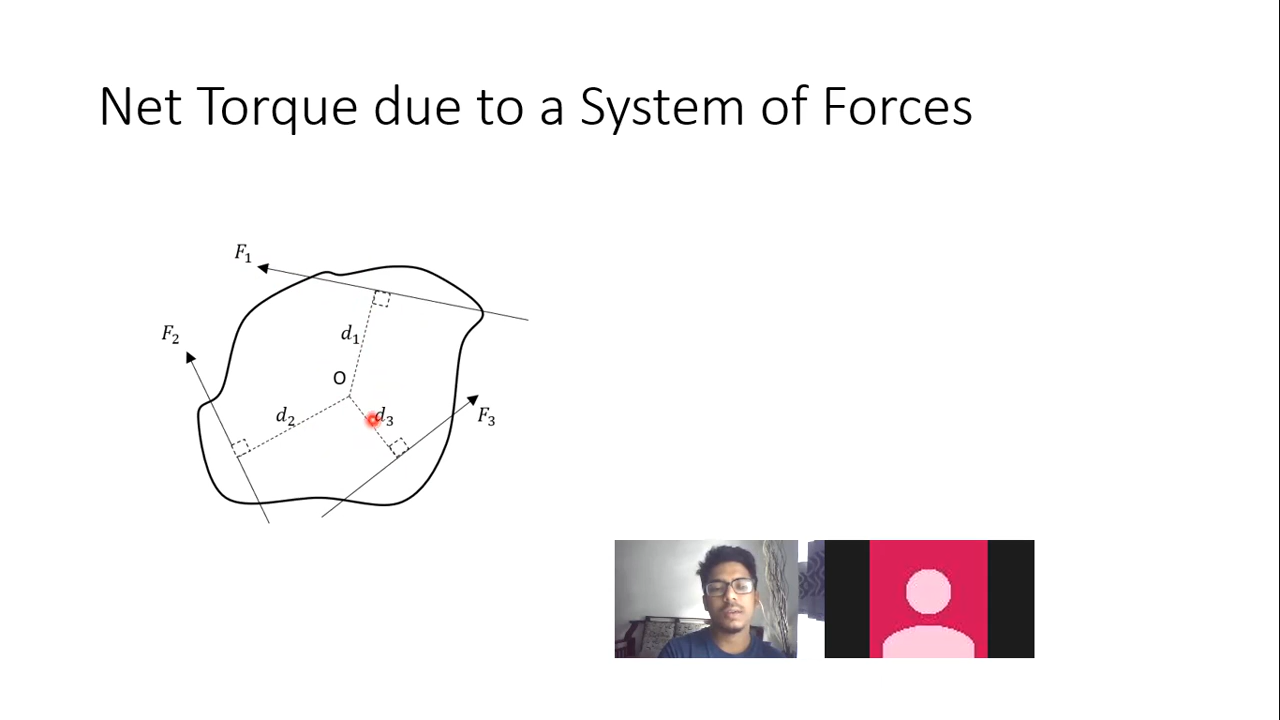 Net Torque due to a System of Forces
F₁
F₂
d₁
O
d₂
d₃
F₃